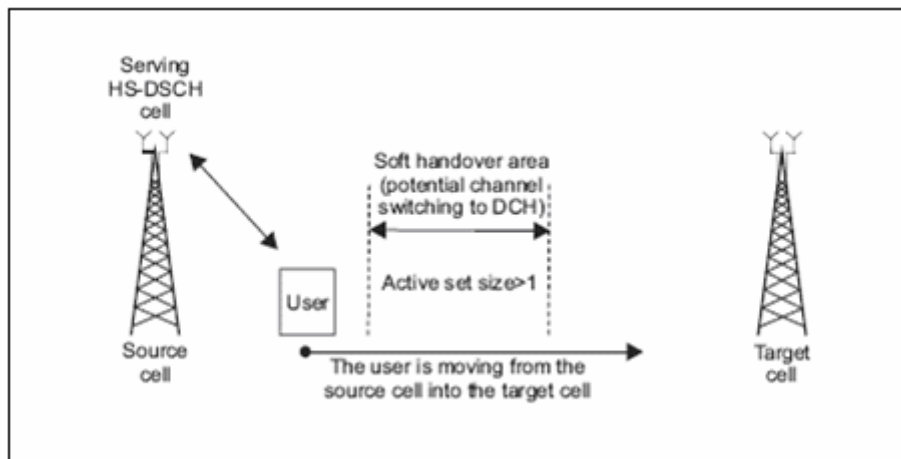 Serving
HS-DSCH
cell
Soft handover area
(potential channel
switching to DCH)
Active set size>1
User
Source
cell
The user is moving from the
source cell into the target cell
Target
cell